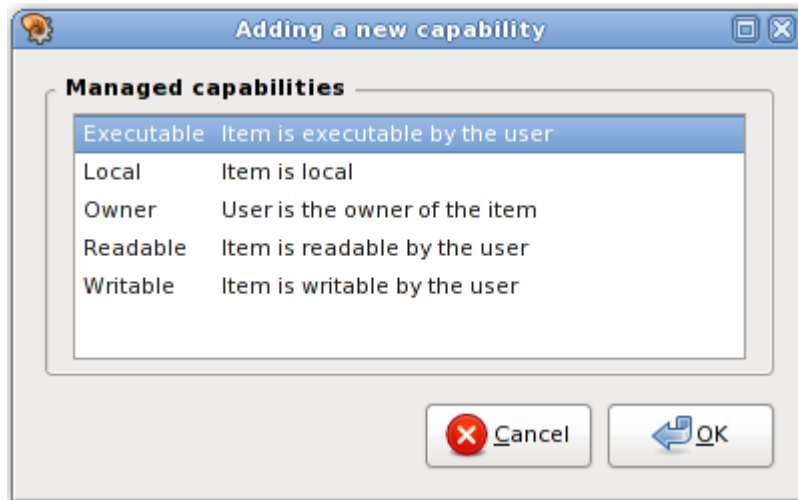 Adding a new capability
Managed capabilities
Executable Item is executable by the user
Local Item is local
Owner User is the owner of the item
Readable Item is readable by the user
Writable Item is writable by the user
Cancel OK